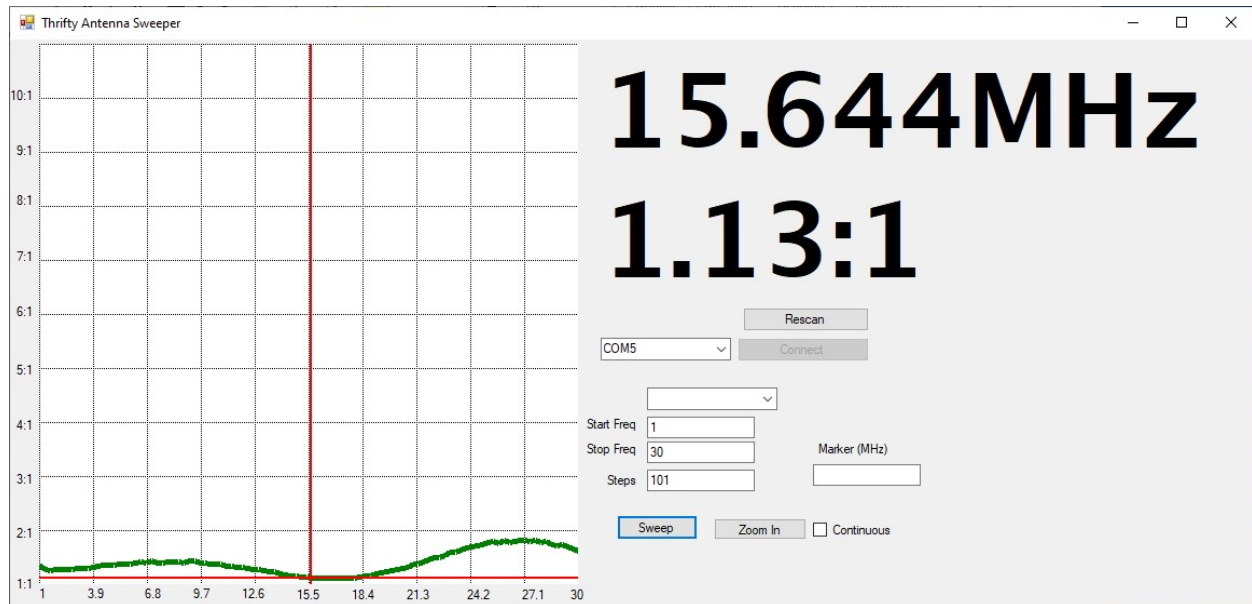 Thrifty Antenna Sweeper
10:1
9:1
8:1
7:1
6:1
5:1
4:1
3:1
2:1
1:1
1 3.9 6.8 9.7 12.6 15.5 18.4 21.3 24.2 27.1 30
15.644MHz
1.13:1
Rescan
COM5 Connect
Start Freq 1
Stop Freq 30 Marker (MHz)
Steps 101
Sweep Zoom In Continuous